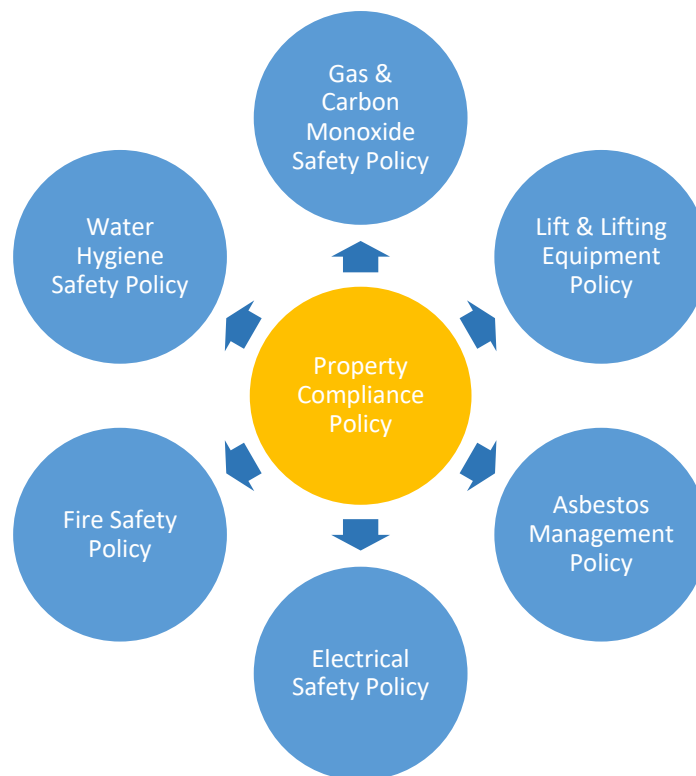 Gas &
Carbon
Monoxide
Safety Policy
Water
Hygiene
Safety Policy
Lift & Lifting
Equipment
Policy
Property
Compliance
Policy
Fire Safety
Policy
Asbestos
Management
Policy
Electrical
Safety Policy